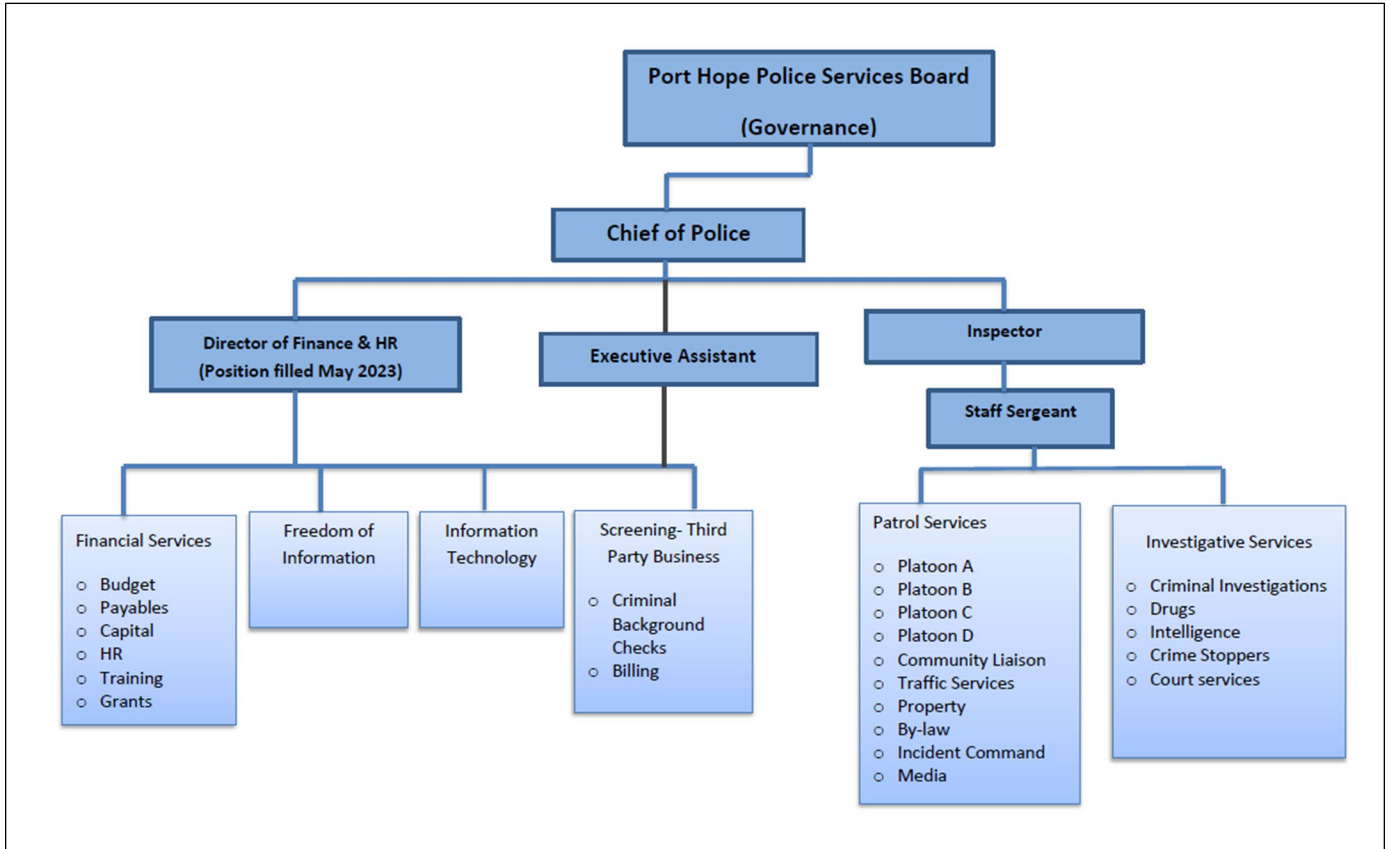 Port Hope Police Services Board
(Governance)
Chief of Police
Director of Finance & HR
(Position filled May 2023)
Executive Assistant
Inspector
Staff Sergeant
Financial Services
o Budget
o Payables
o Capital
o HR
o Training
o Grants
Freedom of
Information
Information
Technology
Screening- Third
Party Business
o Criminal
Background
Checks
o Billing
Patrol Services
o Platoon A
o Platoon B
o Platoon C
o Platoon D
o Community Liaison
o Traffic Services
o Property
o By-law
o Incident Command
o Media
Investigative Services
o Criminal Investigations
o Drugs
o Intelligence
o Crime Stoppers
o Court services